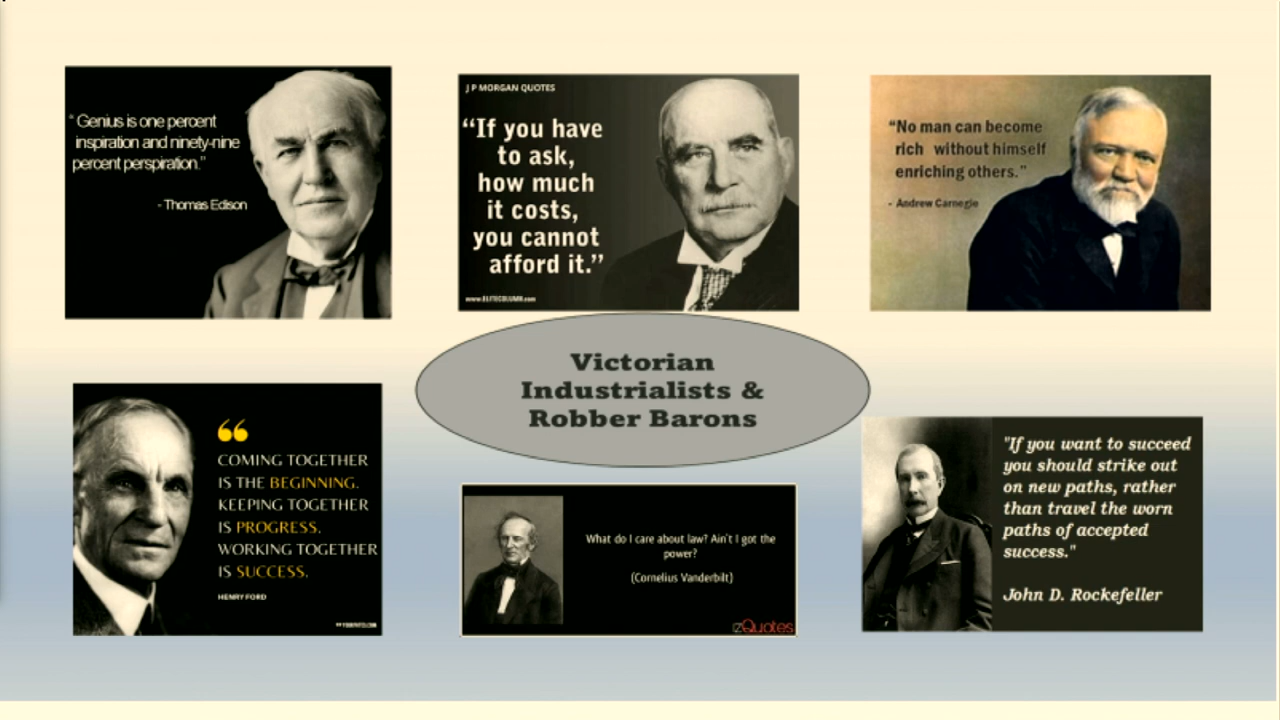 “ Genius is one percent
inspiration and ninety-nine
percent perspiration.”
- Thomas Edison
J P MORGAN QUOTES
“If you have
to ask,
how much
it costs,
you cannot
afford it.”
www.ELITECOLUMN.com
“No man can become
rich without himself
enriching others.”
- Andrew Carnegie
Victorian
Industrialists &
Robber Barons
“
COMING TOGETHER
IS THE BEGINNING.
KEEPING TOGETHER
IS PROGRESS.
WORKING TOGETHER
IS SUCCESS.
HENRY FORD
What do I care about law? Ain't I got the
power?
(Cornelius Vanderbilt)
izQuotes
"If you want to succeed
you should strike out
on new paths, rather
than travel the worn
paths of accepted
success."
John D. Rockefeller